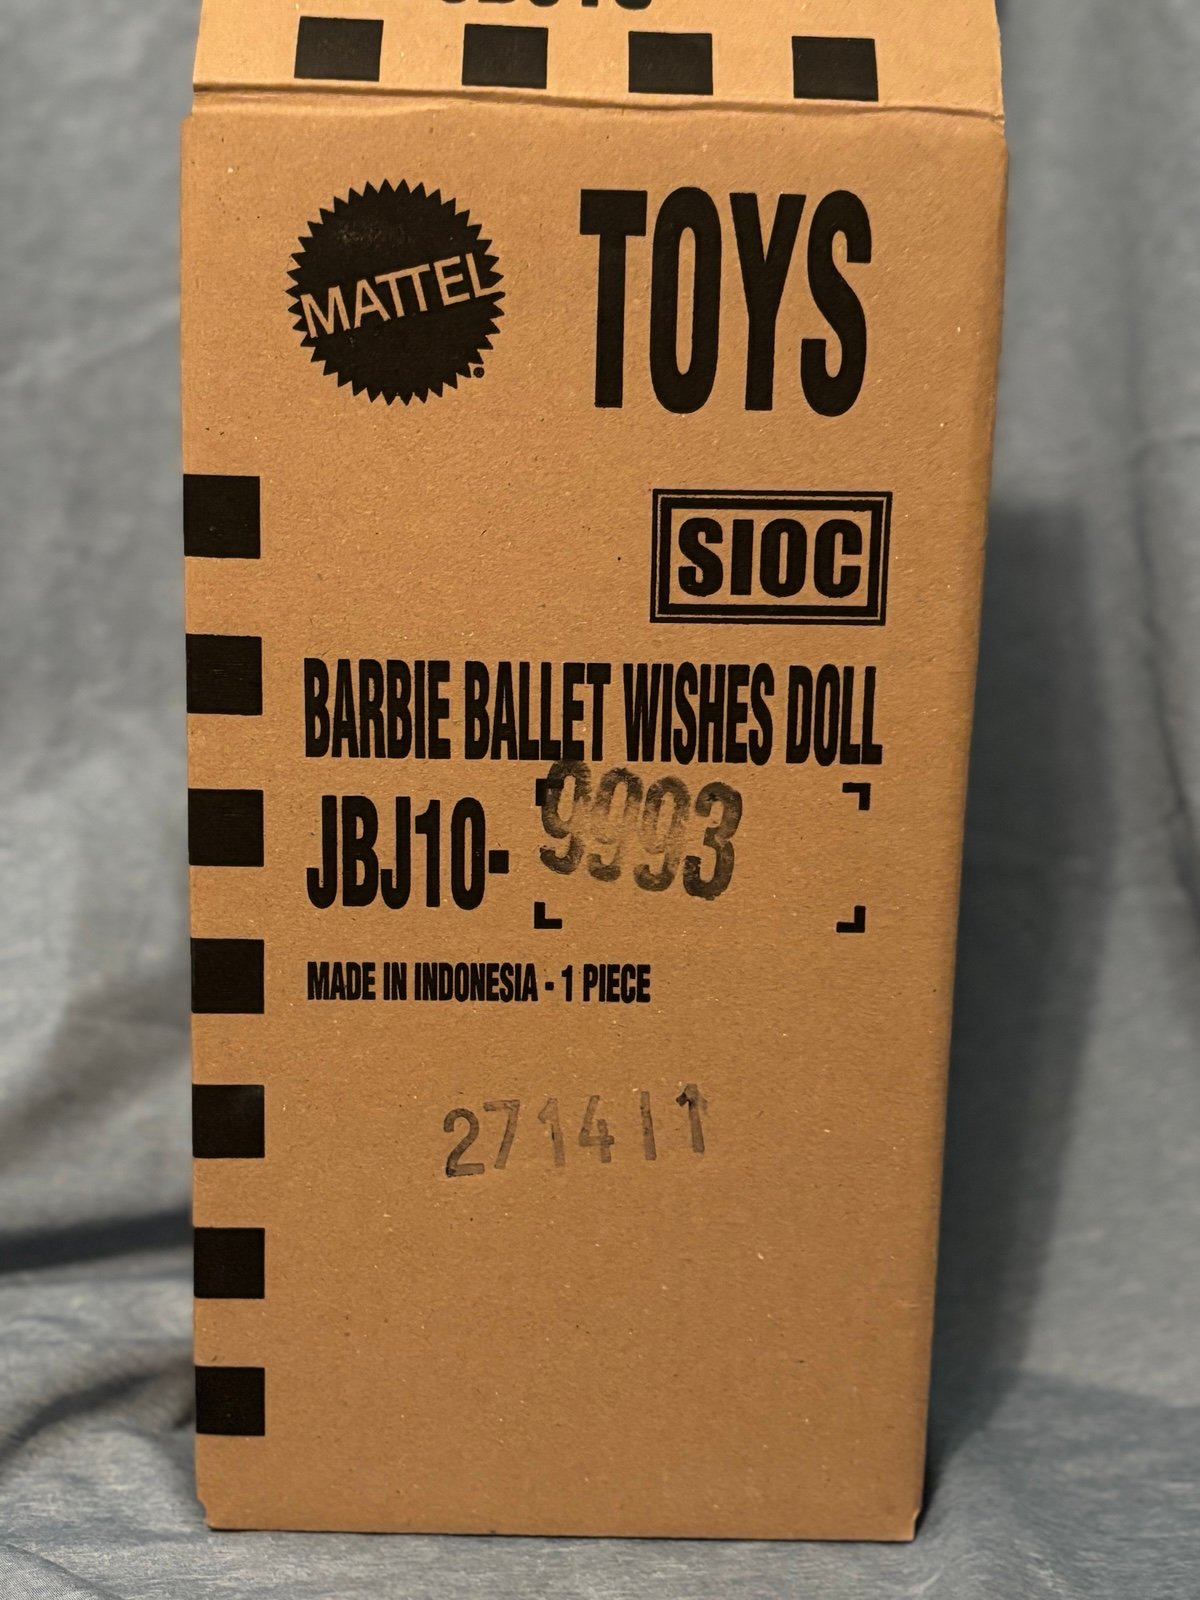 MATTEL
TOYS
SIOC
BARBIE BALLET WISHES DOLL
JBJ10- 9993
MADE IN INDONESIA - 1 PIECE
271411